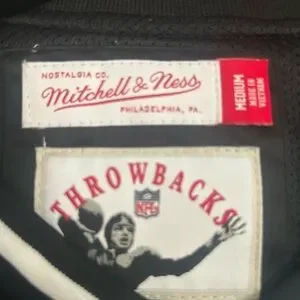 NOSTALGIA CO.
Mitchell & Ness
PHILADELPHIA, PA.
MEDIUM
MADE IN
VIETNAM
THROWBACKS
NFL